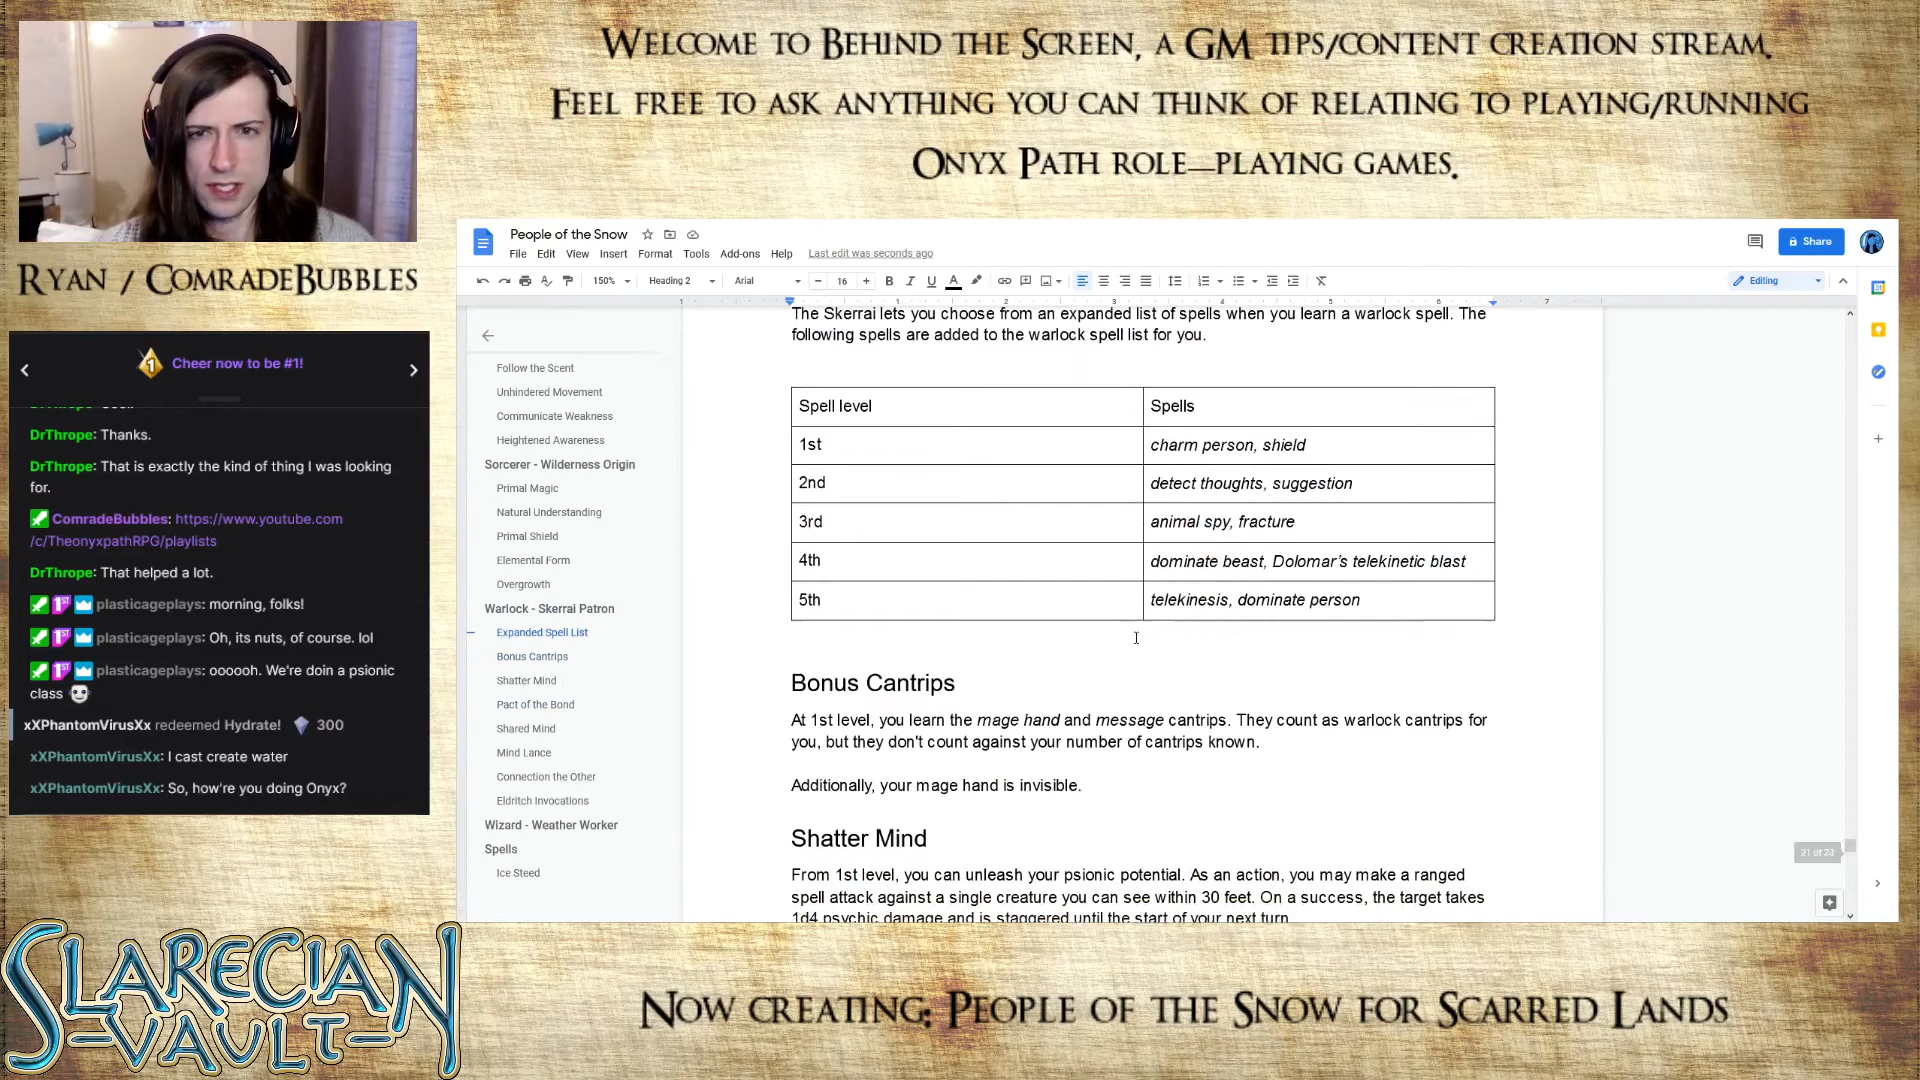 Welcome to Behind the Screen, a GM tips/content creation stream.
Feel free to ask anything you can think of relating to playing/running
Onyx Path role—playing games.
Ryan / ComradeBubbles
Cheer now to be #1!
DrThrope: Thanks.
DrThrope: That is exactly the kind of thing I was looking
for.
ComradeBubbles: https://www.youtube.com
/c/TheonyxpathRPG/playlists
DrThrope: That helped a lot.
plasticageplays: morning, folks!
plasticageplays: Oh, its nuts, of course. lol
plasticageplays: oooooh. We're doin a psionic
class
xXPhantomVirusXx redeemed Hydrate! 300
xXPhantomVirusXx: I cast create water
xXPhantomVirusXx: So, how're you doing Onyx?
People of the Snow
File Edit View Insert Format Tools Add-ons Help Last edit was seconds ago
Share
150% Heading 2 Arial 16 B I U A
Editing
1 1 2 3 4 5 6 7
Follow the Scent
Unhindered Movement
Communicate Weakness
Heightened Awareness
Sorcerer - Wilderness Origin
Primal Magic
Natural Understanding
Primal Shield
Elemental Form
Overgrowth
Warlock - Skerrai Patron
Expanded Spell List
Bonus Cantrips
Shatter Mind
Pact of the Bond
Shared Mind
Mind Lance
Connection the Other
Eldritch Invocations
Wizard - Weather Worker
Spells
Ice Steed
The Skerrai lets you choose from an expanded list of spells when you learn a warlock spell. The
following spells are added to the warlock spell list for you.
Spell level Spells
1st charm person, shield
2nd detect thoughts, suggestion
3rd animal spy, fracture
4th dominate beast, Dolomar's telekinetic blast
5th telekinesis, dominate person
Bonus Cantrips
At 1st level, you learn the mage hand and message cantrips. They count as warlock cantrips for
you, but they don't count against your number of cantrips known.
Additionally, your mage hand is invisible.
Shatter Mind
From 1st level, you can unleash your psionic potential. As an action, you may make a ranged
spell attack against a single creature you can see within 30 feet. On a success, the target takes
1d4 psychic damage and is staggered until the start of your next turn.
21 of 23
Slarecian
Vault
Now creating: People of the Snow for Scarred Lands